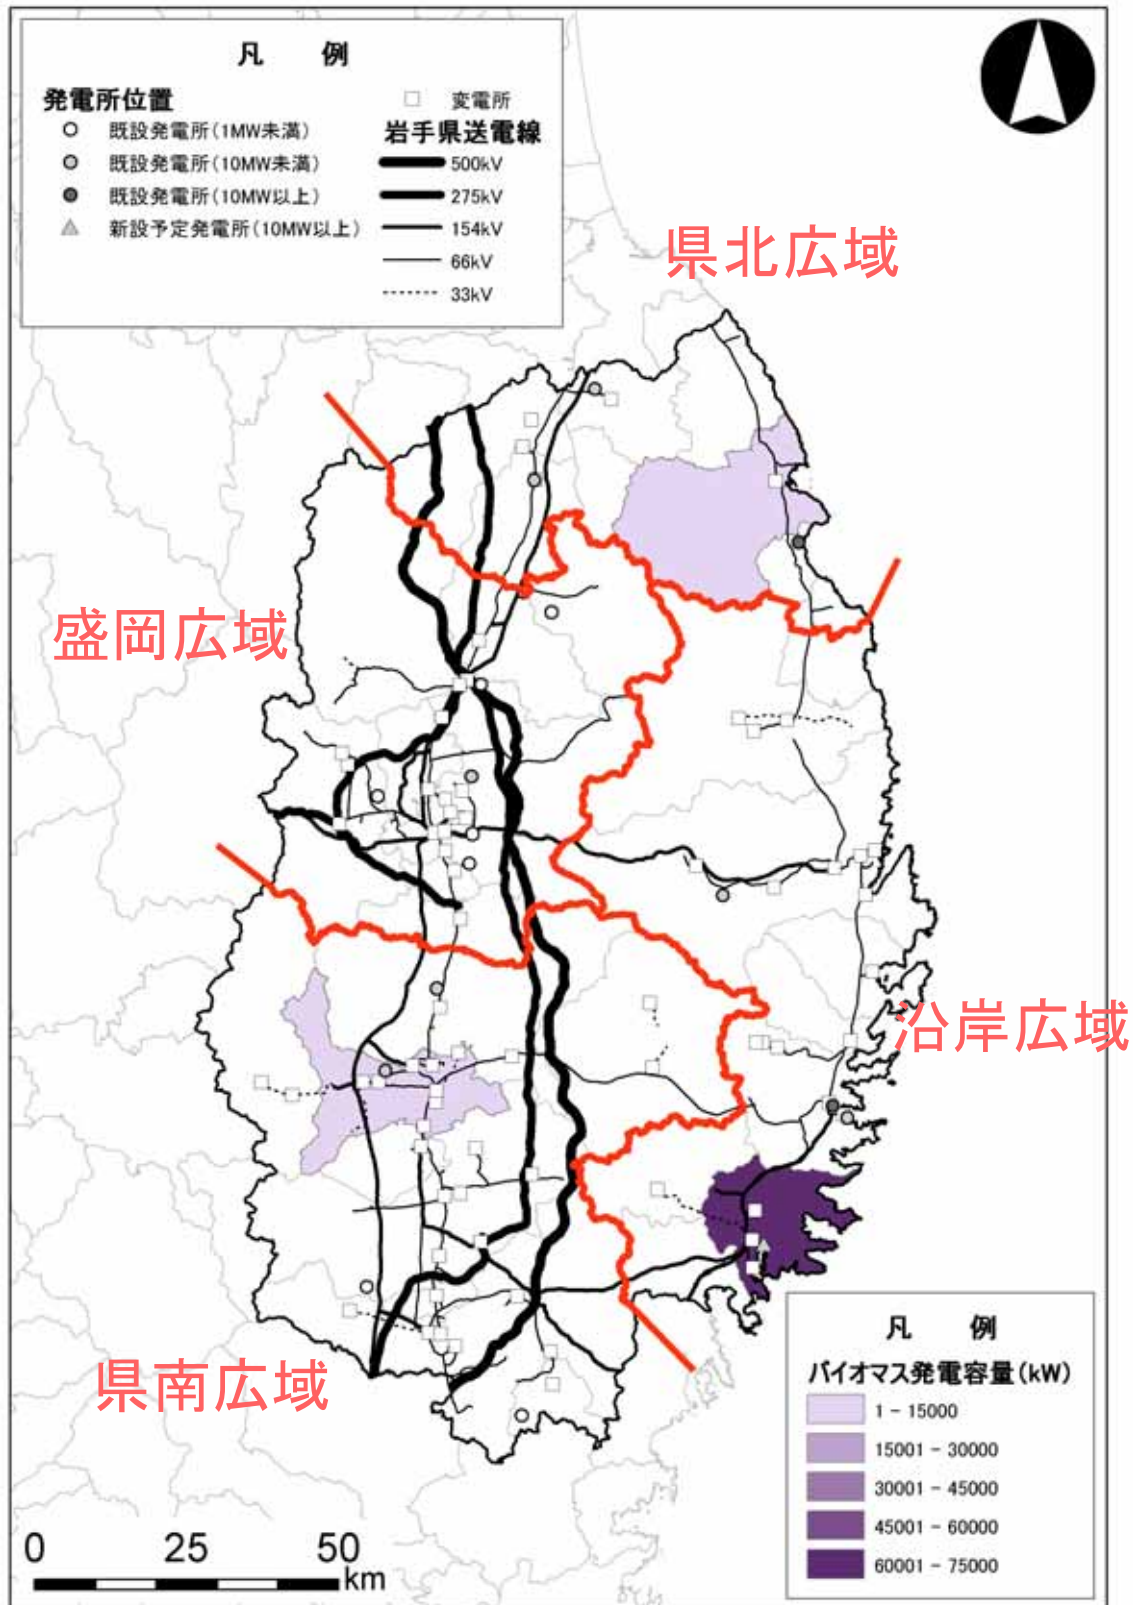 凡　例
発電所位置
既設発電所(1MW未満)
既設発電所(10MW未満)
既設発電所(10MW以上)
新設予定発電所(10MW以上)
変電所
岩手県送電線
500kV
275kV
154kV
66kV
33kV
県北広域
盛岡広域
沿岸広域
県南広域
凡　例
バイオマス発電容量(kW)
1 - 15000
15001 - 30000
30001 - 45000
45001 - 60000
60001 - 75000
0 25 50
km